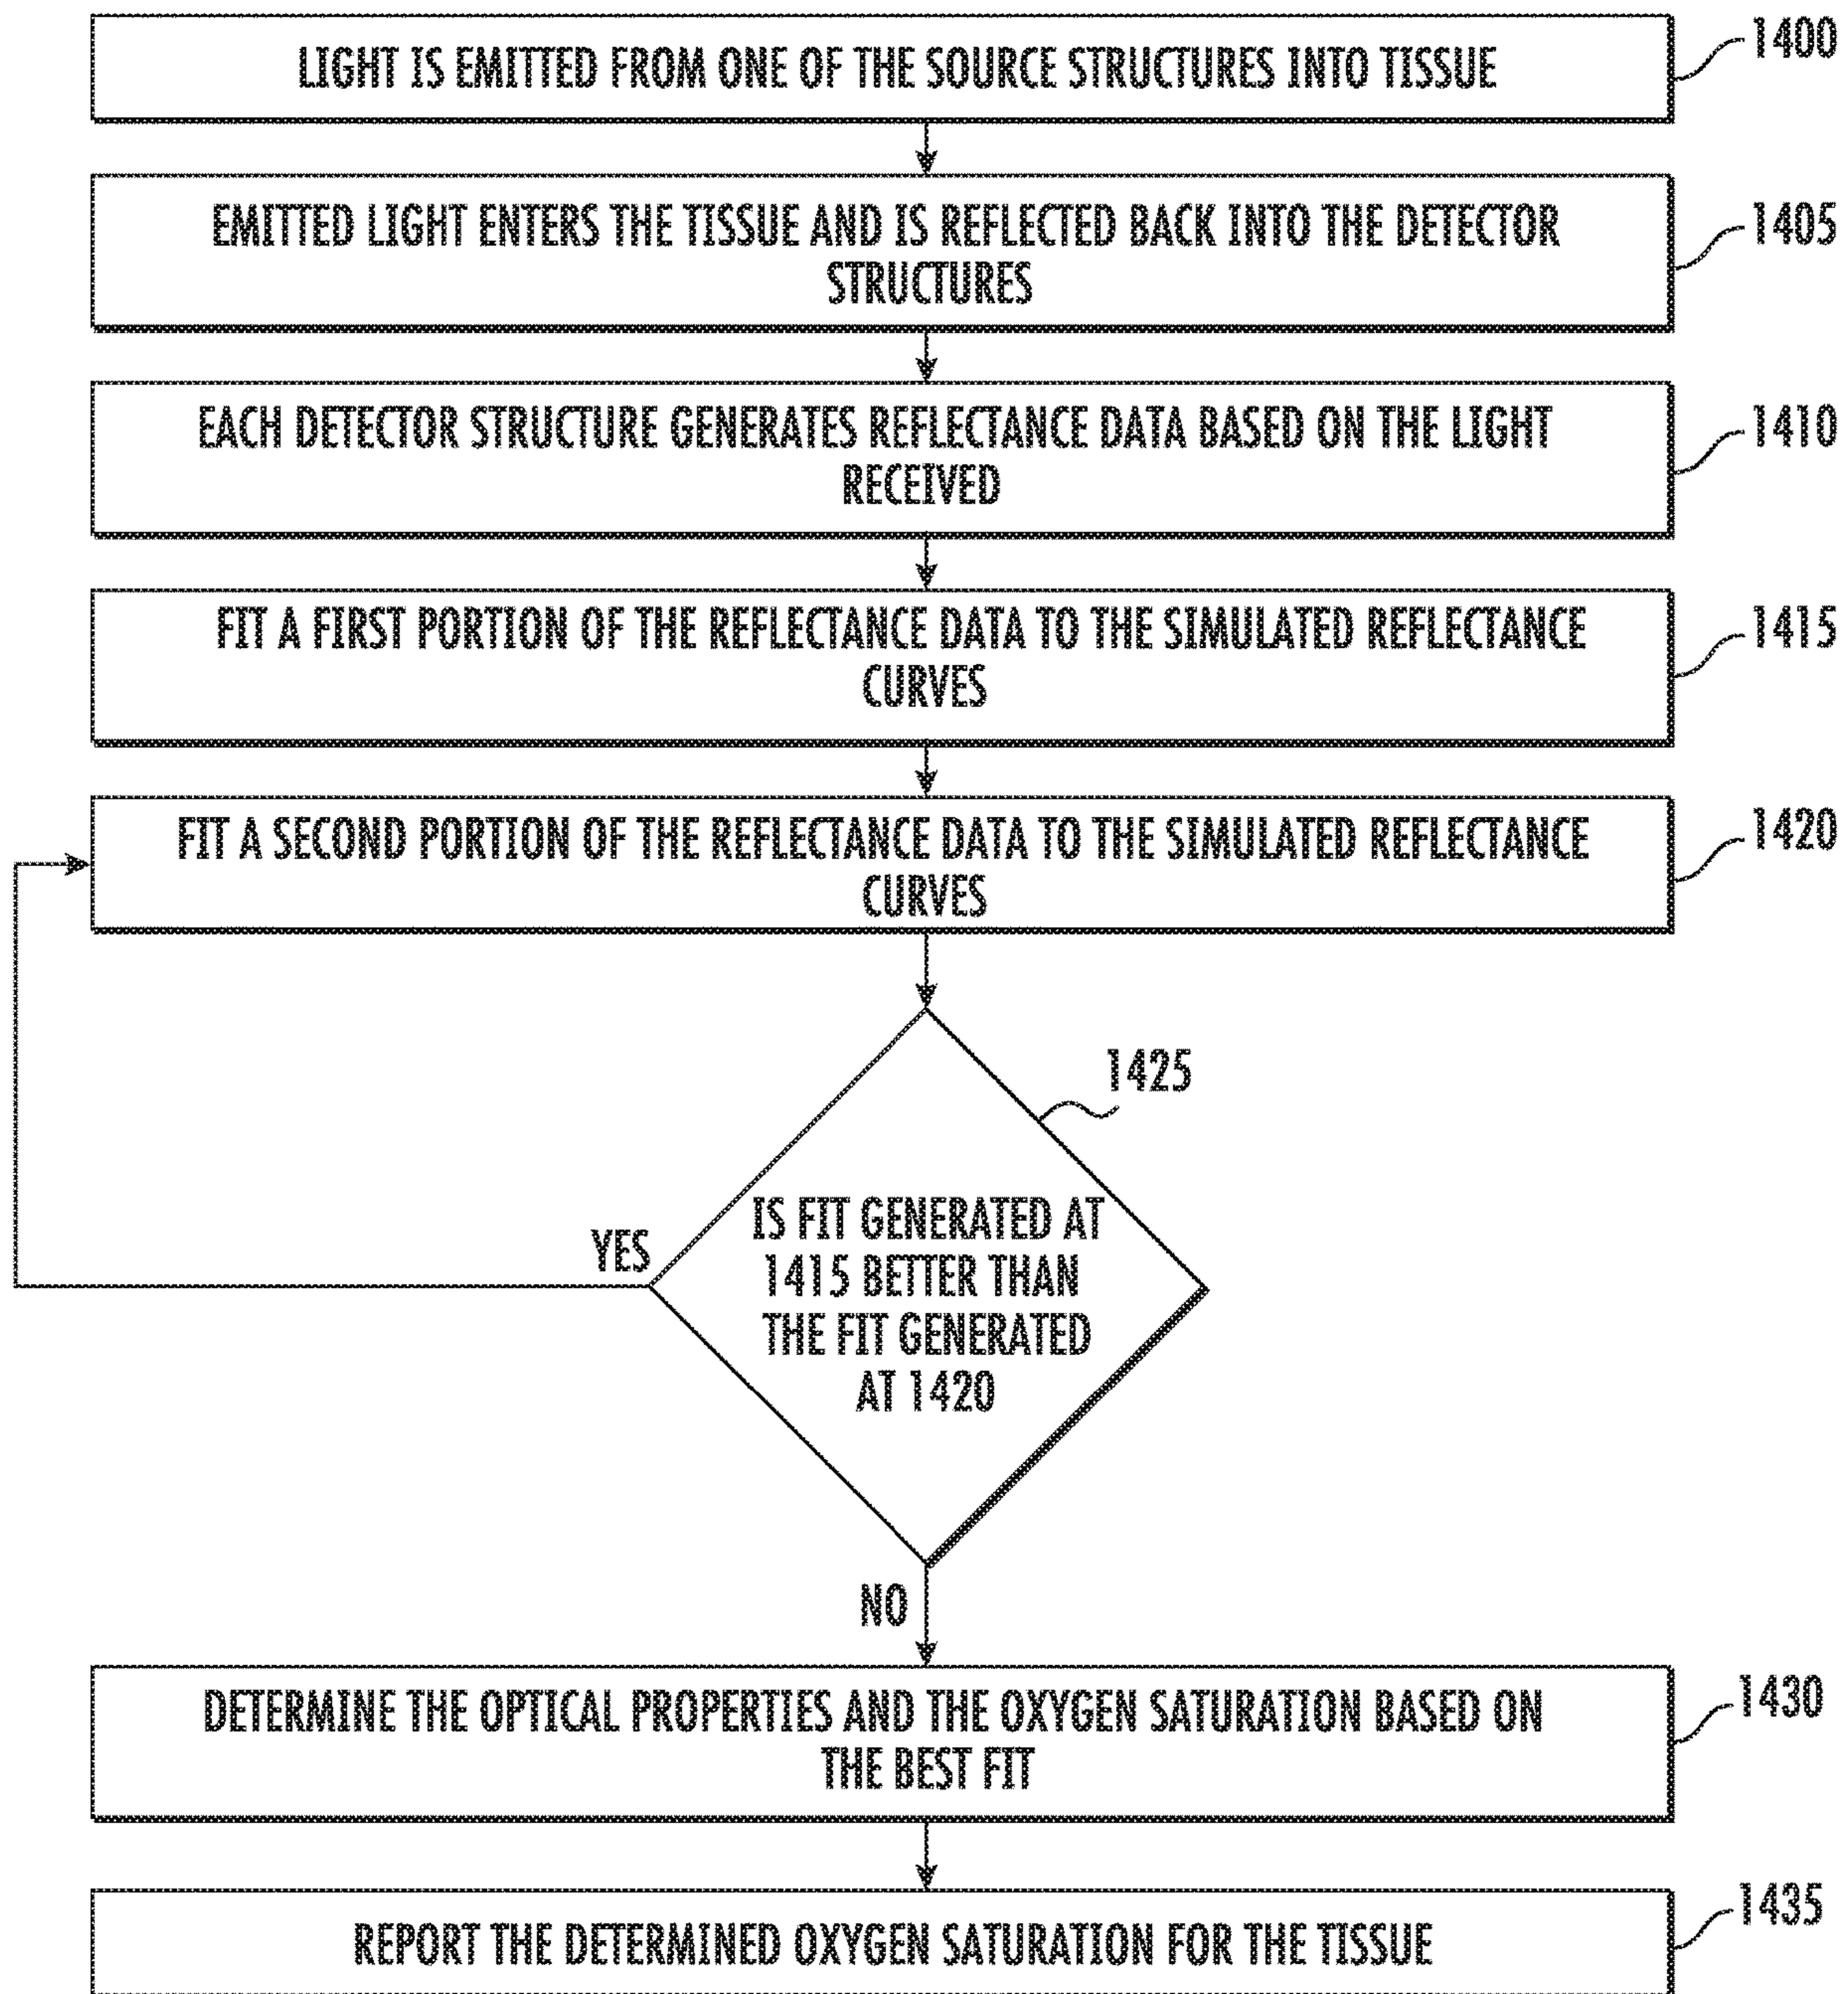 LIGHT IS EMITTED FROM ONE OF THE SOURCE STRUCTURES INTO TISSUE
1400
EMITTED LIGHT ENTERS THE TISSUE AND IS REFLECTED BACK INTO THE DETECTOR
STRUCTURES
1405
EACH DETECTOR STRUCTURE GENERATES REFLECTANCE DATA BASED ON THE LIGHT
RECEIVED
1410
FIT A FIRST PORTION OF THE REFLECTANCE DATA TO THE SIMULATED REFLECTANCE
CURVES
1415
FIT A SECOND PORTION OF THE REFLECTANCE DATA TO THE SIMULATED REFLECTANCE
CURVES
1420
1425
IS FIT GENERATED AT
1415 BETTER THAN
THE FIT GENERATED
AT 1420
YES
NO
DETERMINE THE OPTICAL PROPERTIES AND THE OXYGEN SATURATION BASED ON
THE BEST FIT
1430
REPORT THE DETERMINED OXYGEN SATURATION FOR THE TISSUE
1435